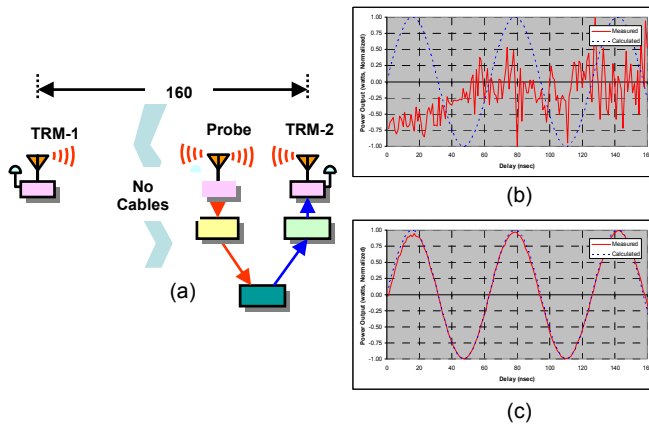 160
TRM-1
Probe
TRM-2
No
Cables
(a)
Power Output (watts, Normalized)
1.00
0.75
0.50
0.25
0.00
-0.25
-0.50
-0.75
-1.00
0 20 40 60 80 100 120 140 160
Delay (nsec)
Measured
Calculated
(b)
Power Output (watts, Normalized)
1.00
0.75
0.50
0.25
0.00
-0.25
-0.50
-0.75
-1.00
0 20 40 60 80 100 120 140 16
Delay (nsec)
Measured
Calculated
(c)